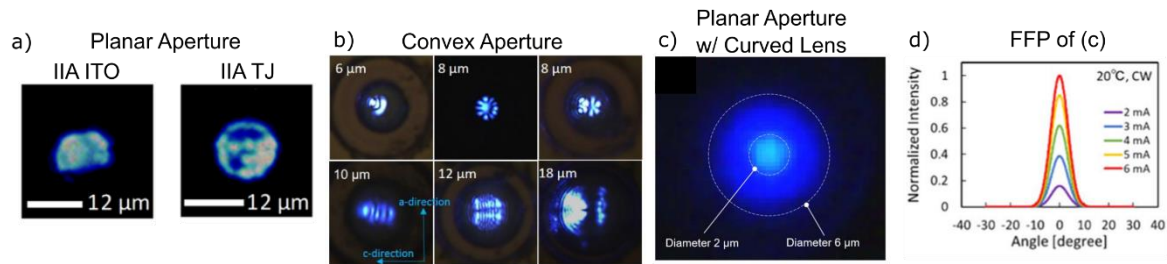 a)
Planar Aperture
IIA ITO
IIA TJ
12 µm
12 µm
b)
Convex Aperture
6 µm
8 µm
8 µm
10 µm
12 µm
18 µm
a-direction
c-direction
c)
Planar Aperture
w/ Curved Lens
Diameter 2 µm
Diameter 6 µm
d)
FFP of (c)
20℃, CW
2 mA
3 mA
4 mA
5 mA
6 mA
Normalized Intensity
1
0.8
0.6
0.4
0.2
0
-40 -30 -20 -10 0 10 20 30 40
Angle [degree]